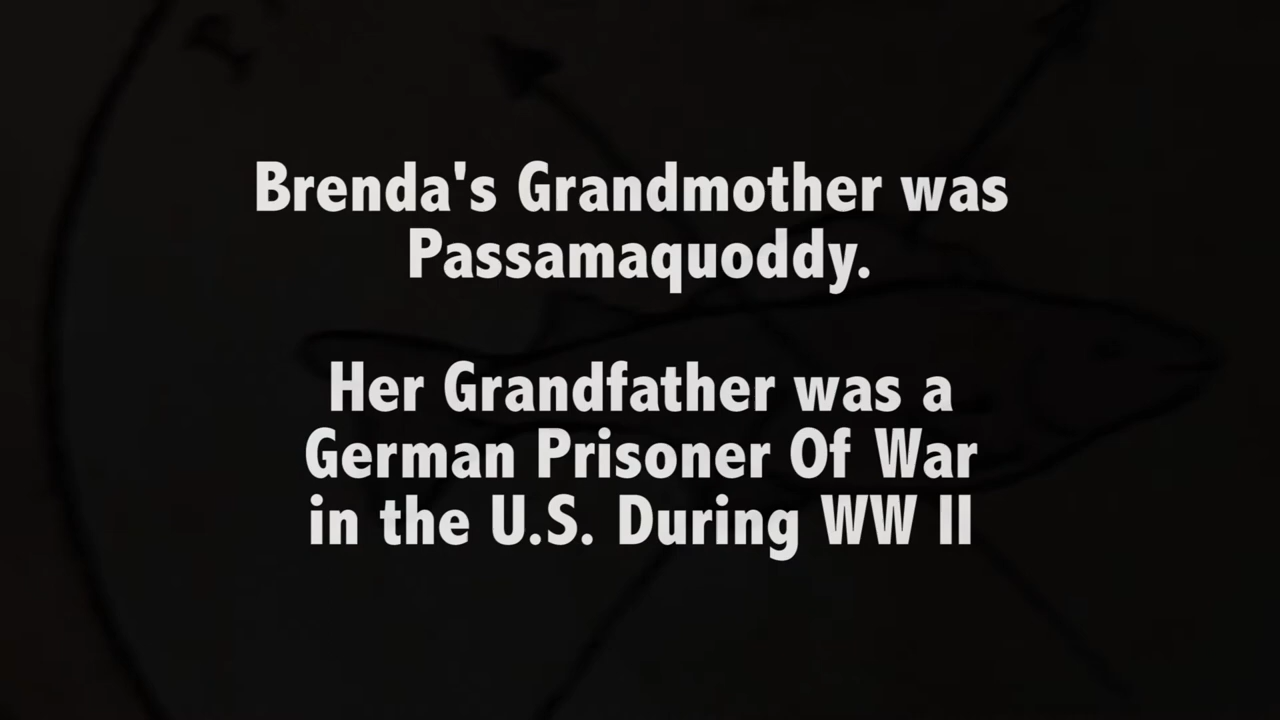 Brenda's Grandmother was
Passamaquoddy.
Her Grandfather was a
German Prisoner Of War
in the U.S. During WW II